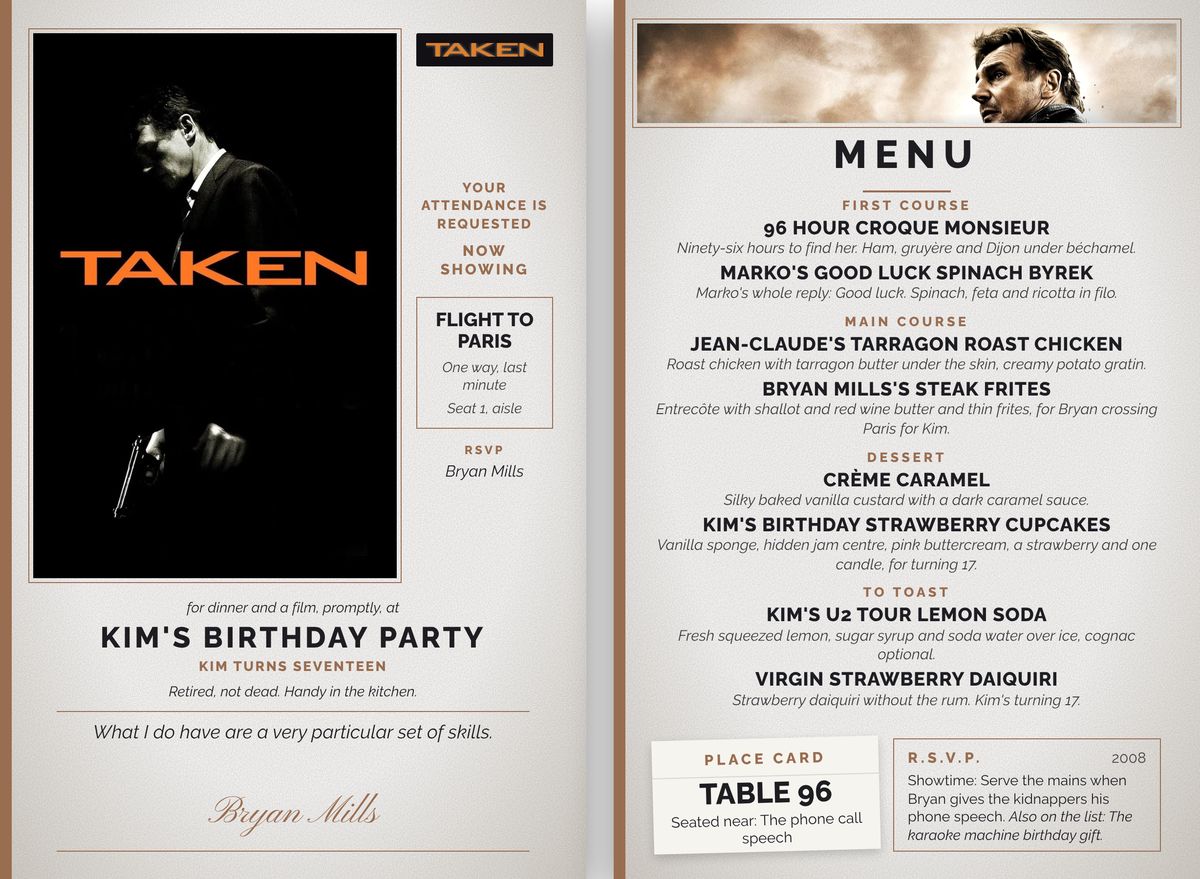 TAKEN
TAKEN
YOUR
ATTENDANCE IS
REQUESTED
NOW
SHOWING
FLIGHT TO
PARIS
One way, last
minute
Seat 1, aisle
RSVP
Bryan Mills
for dinner and a film, promptly, at
KIM'S BIRTHDAY PARTY
KIM TURNS SEVENTEEN
Retired, not dead. Handy in the kitchen.
What I do have are a very particular set of skills.
Bryan Mills
MENU
FIRST COURSE
96 HOUR CROQUE MONSIEUR
Ninety-six hours to find her. Ham, gruyère and Dijon under béchamel.
MARKO'S GOOD LUCK SPINACH BYREK
Marko's whole reply: Good luck. Spinach, feta and ricotta in filo.
MAIN COURSE
JEAN-CLAUDE'S TARRAGON ROAST CHICKEN
Roast chicken with tarragon butter under the skin, creamy potato gratin.
BRYAN MILLS'S STEAK FRITES
Entrecôte with shallot and red wine butter and thin frites, for Bryan crossing
Paris for Kim.
DESSERT
CRÈME CARAMEL
Silky baked vanilla custard with a dark caramel sauce.
KIM'S BIRTHDAY STRAWBERRY CUPCAKES
Vanilla sponge, hidden jam centre, pink buttercream, a strawberry and one
candle, for turning 17.
TO TOAST
KIM'S U2 TOUR LEMON SODA
Fresh squeezed lemon, sugar syrup and soda water over ice, cognac
optional.
VIRGIN STRAWBERRY DAIQUIRI
Strawberry daiquiri without the rum. Kim's turning 17.
PLACE CARD
TABLE 96
Seated near: The phone call
speech
R.S.V.P. 2008
Showtime: Serve the mains when
Bryan gives the kidnappers his
phone speech. Also on the list: The
karaoke machine birthday gift.